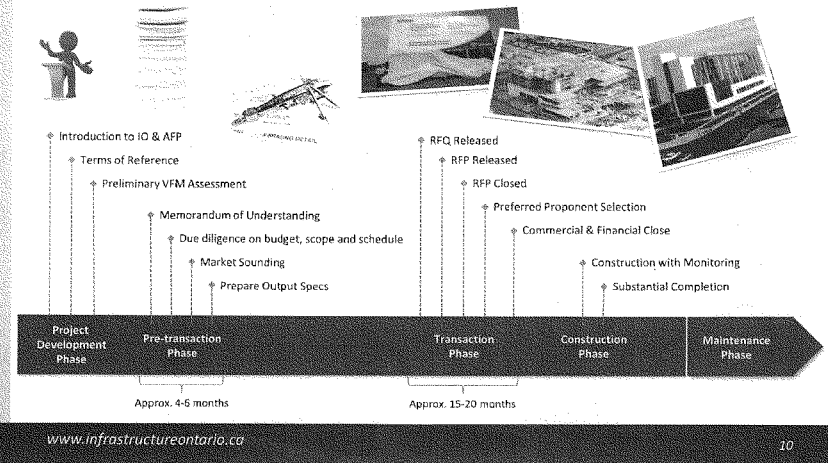 Introduction to IO & AFP
Terms of Reference
Preliminary VFM Assessment
Memorandum of Understanding
Due diligence on budget, scope and schedule
Market Sounding
Prepare Output Specs
RFQ Released
RFP Released
RFP Closed
Preferred Proponent Selection
Commercial & Financial Close
Construction with Monitoring
Substantial Completion
Project
Development
Phase
Pre-transaction
Phase
Transaction
Phase
Construction
Phase
Maintenance
Phase
Approx. 4-6 months
Approx. 15-20 months
www.infrastructureontario.ca
10